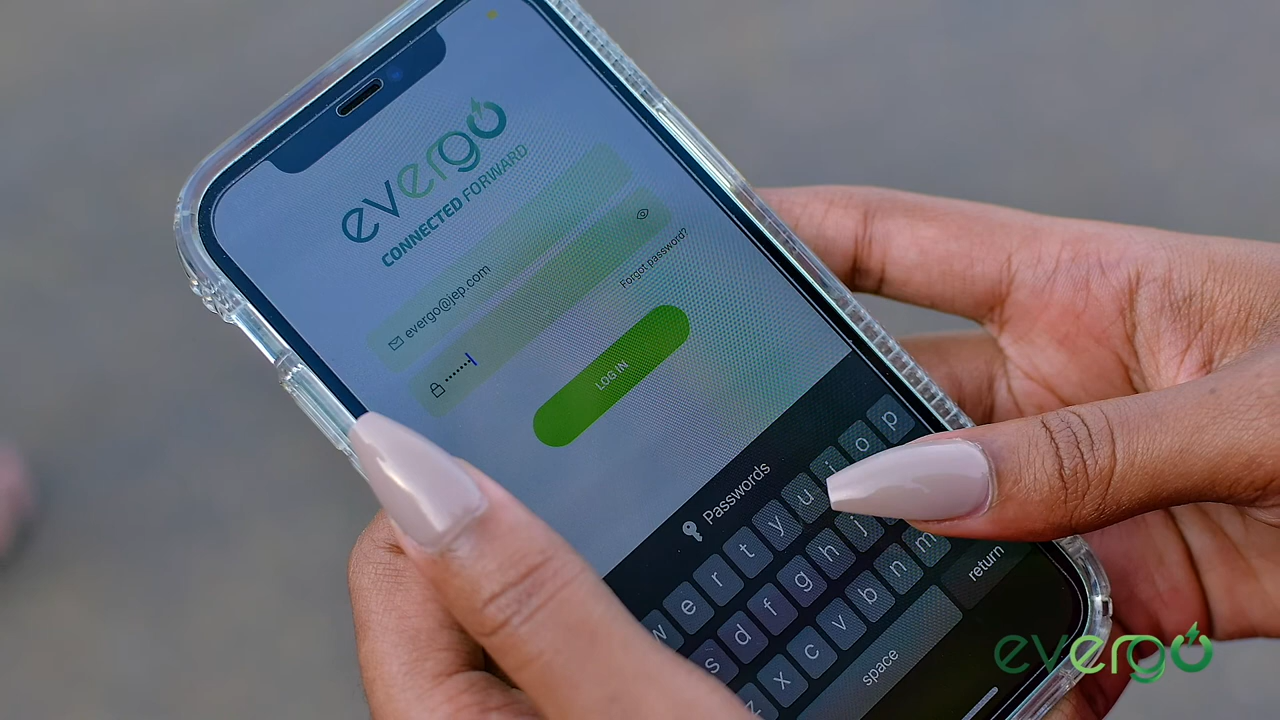 evergo
CONNECTED FORWARD
evergo@jep.com
••••••••
Forgot password?
LOG IN
Passwords
w e r t y u i o p
s d f g h j
z x c v b n m
space
return
evergo